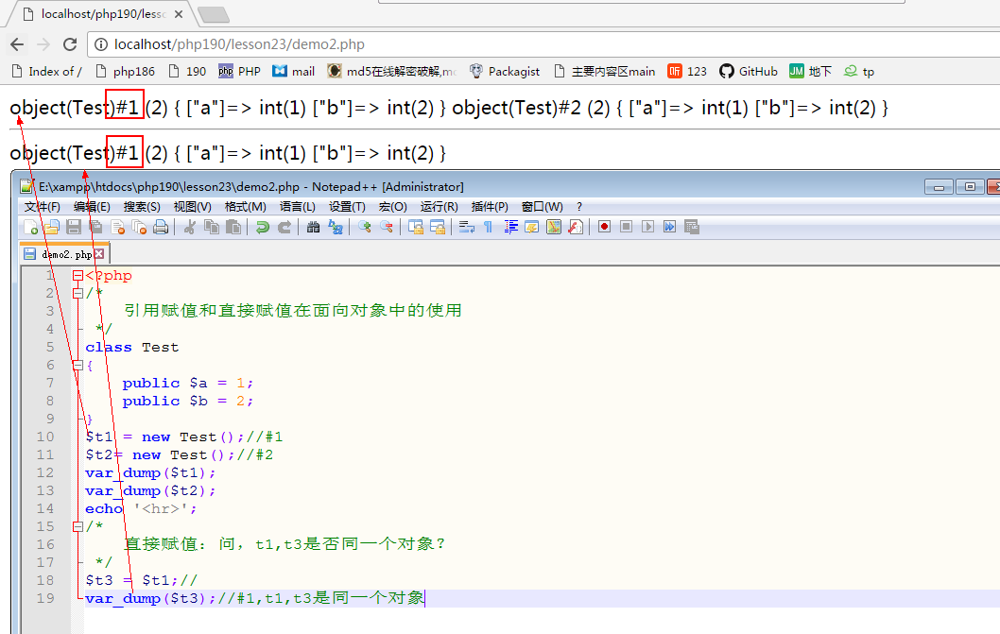 localhost/php190/lesso
localhost/php190/lesson23/demo2.php
Index of / php186 190 PHP mail md5在线解密破解,md Packagist 主要内容区main 听 123 GitHub JM 地下 tp
object(Test)#1 (2) { ["a"]=> int(1) ["b"]=> int(2) } object(Test)#2 (2) { ["a"]=> int(1) ["b"]=> int(2) }
object(Test)#1 (2) { ["a"]=> int(1) ["b"]=> int(2) }
E:\xampp\htdocs\php190\lesson23\demo2.php - Notepad++ [Administrator]
文件(F) 编辑(E) 搜索(S) 视图(V) 格式(M) 语言(L) 设置(T) 宏(O) 运行(R) 插件(P) 窗口(W) ?
demo2.php
1 <?php
2 /*
3 引用赋值和直接赋值在面向对象中的使用
4 */
5 class Test
6 {
7 public $a = 1;
8 public $b = 2;
9 }
10 $t1 = new Test();//#1
11 $t2= new Test();//#2
12 var_dump($t1);
13 var_dump($t2);
14 echo '<hr>';
15 /*
16 直接赋值：问，t1,t3是否同一个对象？
17 */
18 $t3 = $t1;//
19 var_dump($t3);//#1,t1,t3是同一个对象